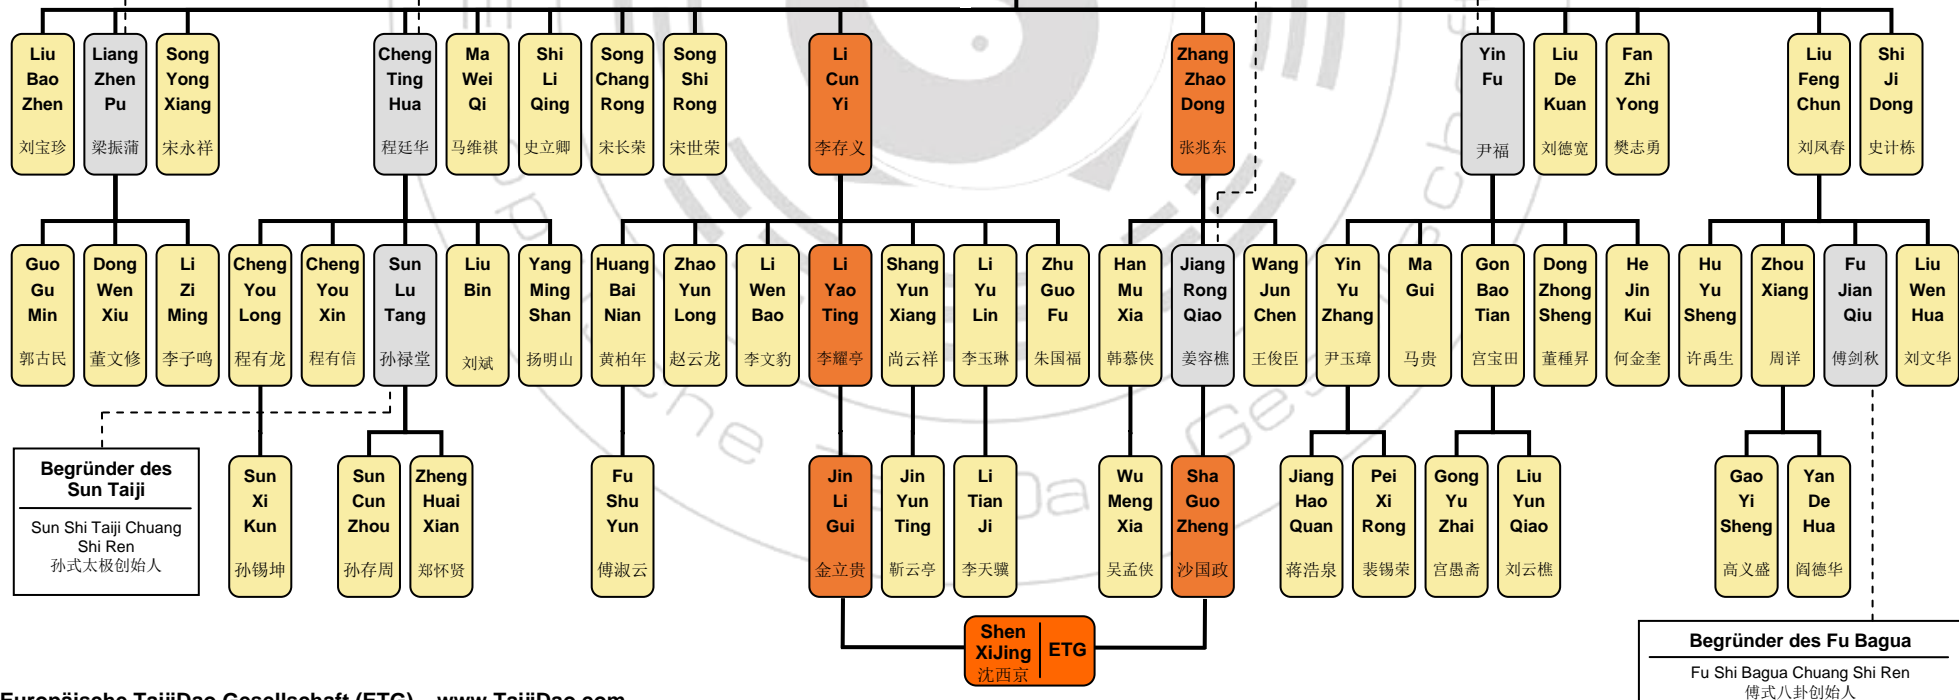 Liu
Bao
Zhen
刘宝珍
Liang
Zhen
Pu
梁振蒲
Song
Yong
Xiang
宋永祥
Cheng
Ting
Hua
程廷华
Ma
Wei
Qi
马维祺
Shi
Li
Qing
史立卿
Song
Chang
Rong
宋长荣
Song
Shi
Rong
宋世荣
Li
Cun
Yi
李存义
Zhang
Zhao
Dong
张兆东
Yin
Fu
尹福
Liu
De
Kuan
刘德宽
Fan
Zhi
Yong
樊志勇
Liu
Feng
Chun
刘凤春
Shi
Ji
Dong
史计栋
Guo
Gu
Min
郭古民
Dong
Wen
Xiu
董文修
Li
Zi
Ming
李子鸣
Cheng
You
Long
程有龙
Cheng
You
Xin
程有信
Sun
Lu
Tang
孙禄堂
Liu
Bin
刘斌
Yang
Ming
Shan
扬明山
Huang
Bai
Nian
黄柏年
Zhao
Yun
Long
赵云龙
Li
Wen
Bao
李文豹
Li
Yao
Ting
李耀亭
Shang
Yun
Xiang
尚云祥
Li
Yu
Lin
李玉琳
Zhu
Guo
Fu
朱国福
Han
Mu
Xia
韩慕侠
Jiang
Rong
Qiao
姜容樵
Wang
Jun
Chen
王俊臣
Yin
Yu
Zhang
尹玉璋
Ma
Gui
马贵
Gon
Bao
Tian
宫宝田
Dong
Zhong
Sheng
董種昇
He
Jin
Kui
何金奎
Hu
Yu
Sheng
许禹生
Zhou
Xiang
周详
Fu
Jian
Qiu
傅剑秋
Liu
Wen
Hua
刘文华
Begründer des
Sun Taiji
Sun Shi Taiji Chuang
Shi Ren
孙式太极创始人
Sun
Xi
Kun
孙锡坤
Sun
Cun
Zhou
孙存周
Zheng
Huai
Xian
郑怀贤
Fu
Shu
Yun
傅淑云
Jin
Li
Gui
金立贵
Jin
Yun
Ting
靳云亭
Li
Tian
Ji
李天骥
Wu
Meng
Xia
吴孟侠
Sha
Guo
Zheng
沙国政
Jiang
Hao
Quan
蒋浩泉
Pei
Xi
Rong
裴锡荣
Gong
Yu
Zhai
宫愚斋
Liu
Yun
Qiao
刘云樵
Gao
Yi
Sheng
高义盛
Yan
De
Hua
阎德华
Shen
XiJing
沈西京
ETG
Begründer des Fu Bagua
Fu Shi Bagua Chuang Shi Ren
傅式八卦创始人
Europäische TaijiDao Gesellschaft (ETG) – www.TaijiDao.com